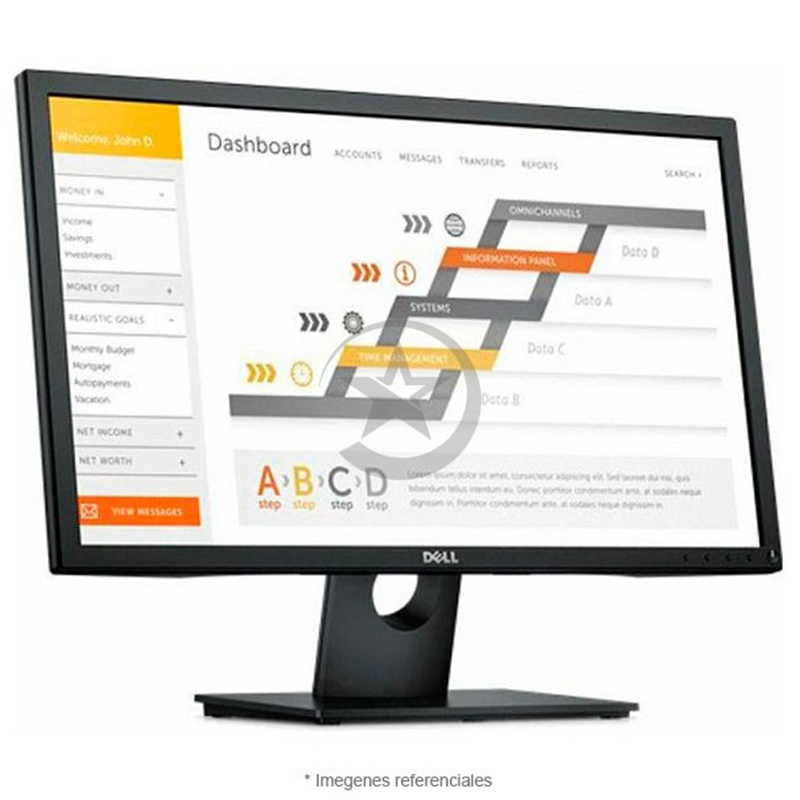 Welcome, John D.
Dashboard
ACCOUNTS MESSAGES TRANSFERS REPORTS
SEARCH
MONEY IN -
Income
Savings
Investments
MONEY OUT +
REALISTIC GOALS -
Monthly Budget
Mortgage
Autopayments
Vacation
NET INCOME +
NET WORTH +
VIEW MESSAGES
OMNICHANNELS
Data D
INFORMATION PANEL
Data A
SYSTEMS
Data C
TIME MANAGEMENT
Data B
A › B › C › D
step step step step
Lorem ipsum dolor sit amet, consectetur adipiscing elit. Sed laoreet dui nisi, quis
bibendum tellus interdum eu. Donec porttitor condimentum ante, at sodales neque
dignissim in. Donec porttitor condimentum ante, at sodales neque
dignissim in.
DELL
* Imegenes referenciales